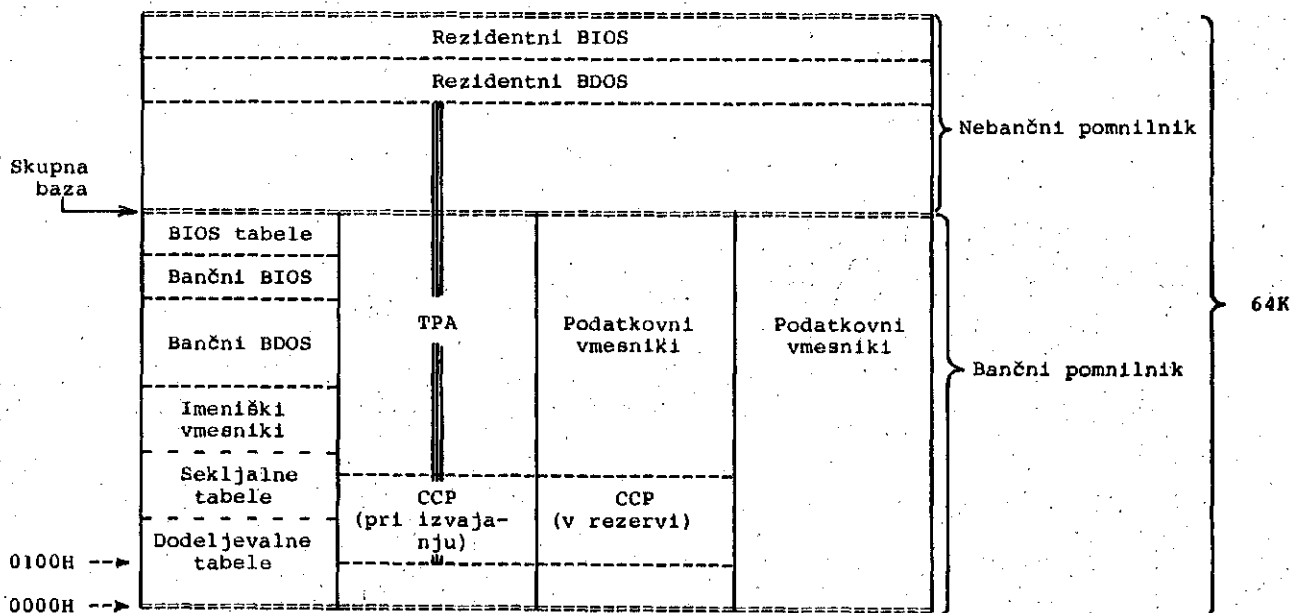 Rezidentni BIOS
Rezidentni BDOS
Nebančni pomnilnik
Skupna
baza
BIOS tabele
Bančni BIOS
Bančni BDOS
Imeniški
vmesniki
Sekljalne
tabele
Dodeljevalne
tabele
TPA
CCP
(pri izvaja-
nju)
Podatkovni
vmesniki
CCP
(v rezervi)
Podatkovni
vmesniki
Bančni pomnilnik
64K
0100H -->
0000H -->